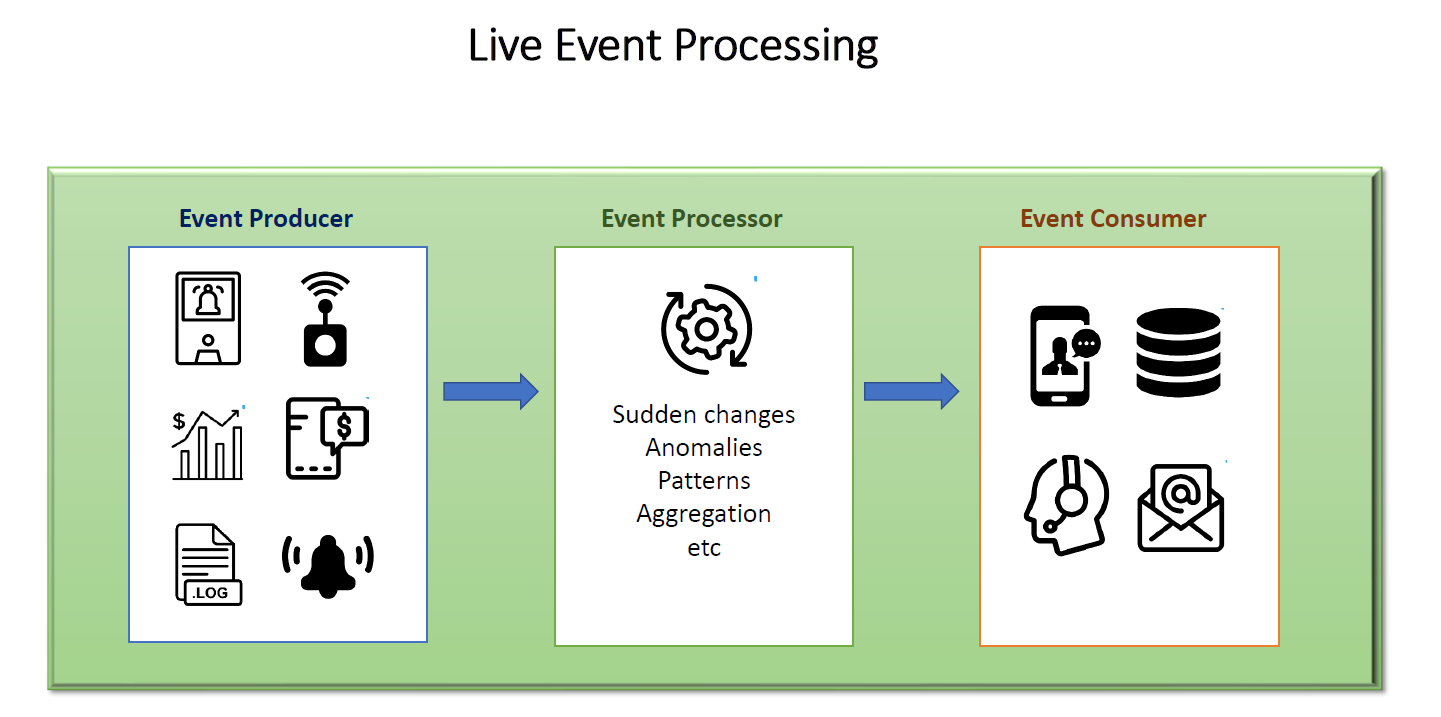 Live Event Processing
Event Producer
$
$
.LOG
Event Processor
Sudden changes
Anomalies
Patterns
Aggregation
etc
Event Consumer
@